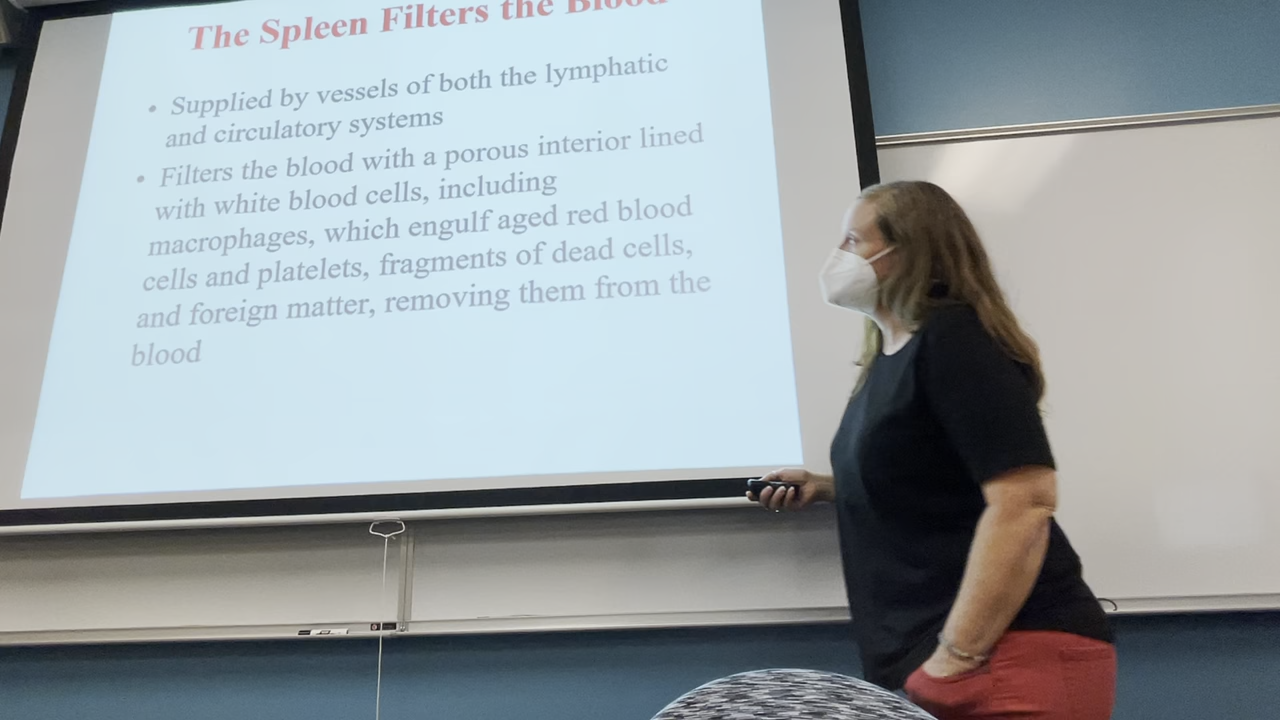 The Spleen Filters the Blood
• Supplied by vessels of both the lymphatic
and circulatory systems
• Filters the blood with a porous interior lined
with white blood cells, including
macrophages, which engulf aged red blood
cells and platelets, fragments of dead cells,
and foreign matter, removing them from the
blood